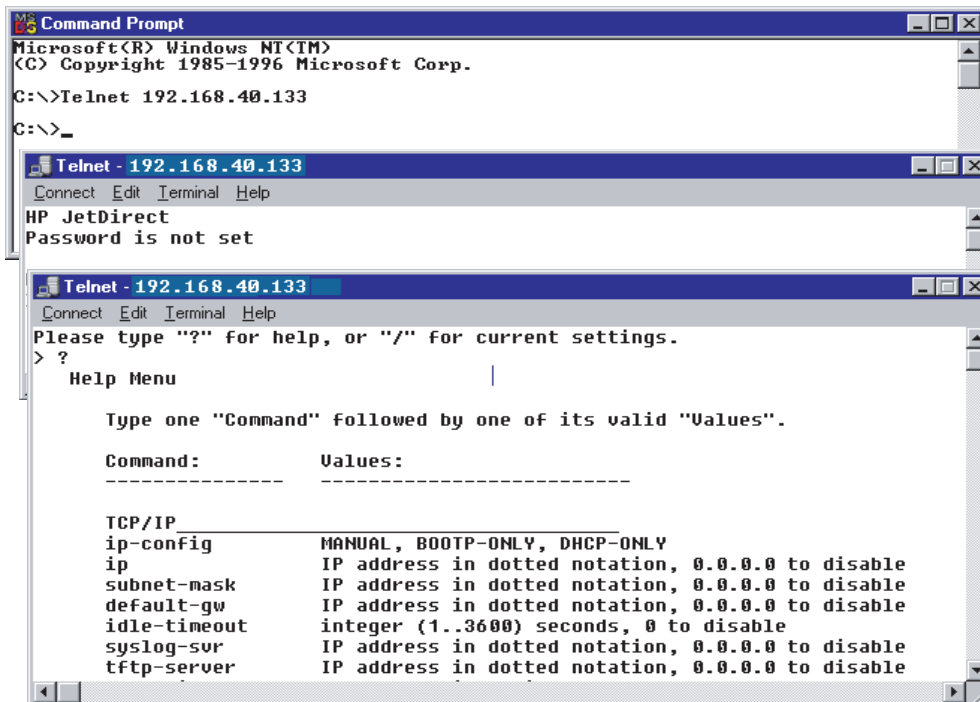 Command Prompt
Microsoft(R) Windows NT(TM)
(C) Copyright 1985-1996 Microsoft Corp.
C:\>Telnet 192.168.40.133
C:\>_
Telnet - 192.168.40.133
Connect Edit Terminal Help
HP JetDirect
Password is not set
Telnet - 192.168.40.133
Connect Edit Terminal Help
Please type "?" for help, or "/" for current settings.
> ?
Help Menu
Type one "Command" followed by one of its valid "Values".
Command: Values:
--------------- --------------------------
TCP/IP_____________________________________
ip-config MANUAL, BOOTP-ONLY, DHCP-ONLY
ip IP address in dotted notation, 0.0.0.0 to disable
subnet-mask IP address in dotted notation, 0.0.0.0 to disable
default-gw IP address in dotted notation, 0.0.0.0 to disable
idle-timeout integer (1..3600) seconds, 0 to disable
syslog-svr IP address in dotted notation, 0.0.0.0 to disable
tftp-server IP address in dotted notation, 0.0.0.0 to disable